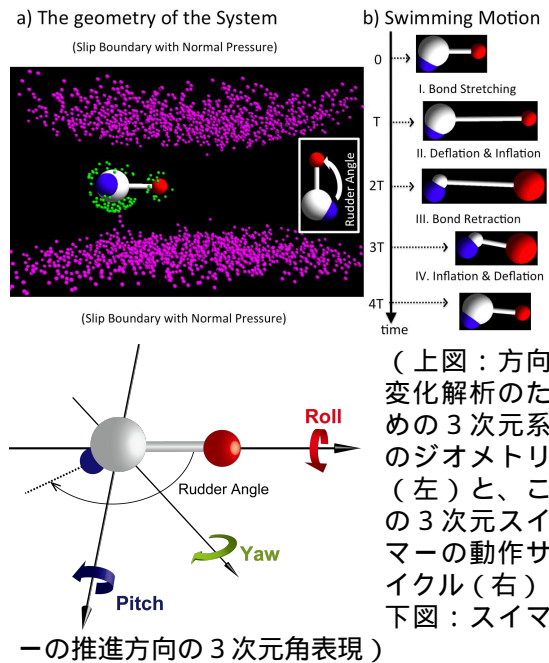 a) The geometry of the System
(Slip Boundary with Normal Pressure)
Rudder Angle
(Slip Boundary with Normal Pressure)
b) Swimming Motion
0
I. Bond Stretching
T
II. Deflation & Inflation
2T
III. Bond Retraction
3T
IV. Inflation & Deflation
4T
time
Roll
Rudder Angle
Yaw
Pitch
(上図:方向
変化解析のた
めの3次元系
のジオメトリ
(左)と、こ
の3次元スイ
マーの動作サ
イクル(右)
下図:スイマ
ーの推進方向の3次元角表現)